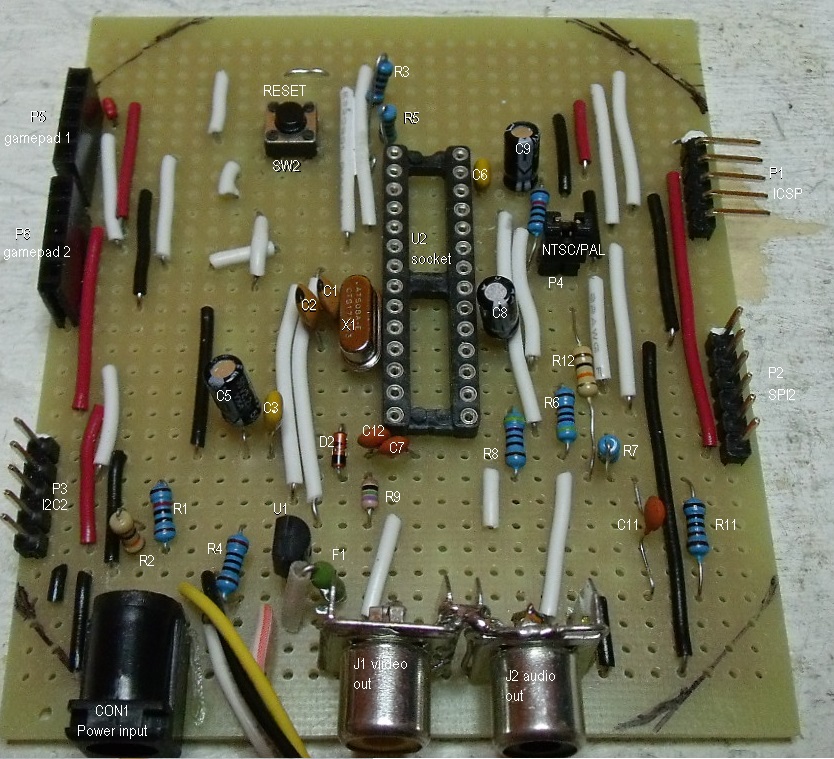 RESET
R3
P5
gamepad 1
R5
SW2
C9
C6
P1
ICSP
P6
gamepad 2
U2
socket
NTSC/PAL
P4
C1
C2
X1
C8
R12
P2
SPI2
C5
C3
R6
D2
C12
C7
R8
R7
P3
I2C2
R1
R9
U1
C11
R11
R2
R4
F1
J1 video
out
J2 audio
out
CON1
Power input